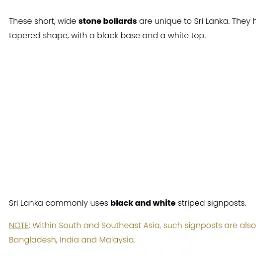 These short, wide stone bollards are unique to Sri Lanka. They
tapered shape, with a black base and a white top.
Sri Lanka commonly uses black and white striped signposts.
NOTE: Within South and Southeast Asia, such signposts are also
Bangladesh, India and Malaysia.